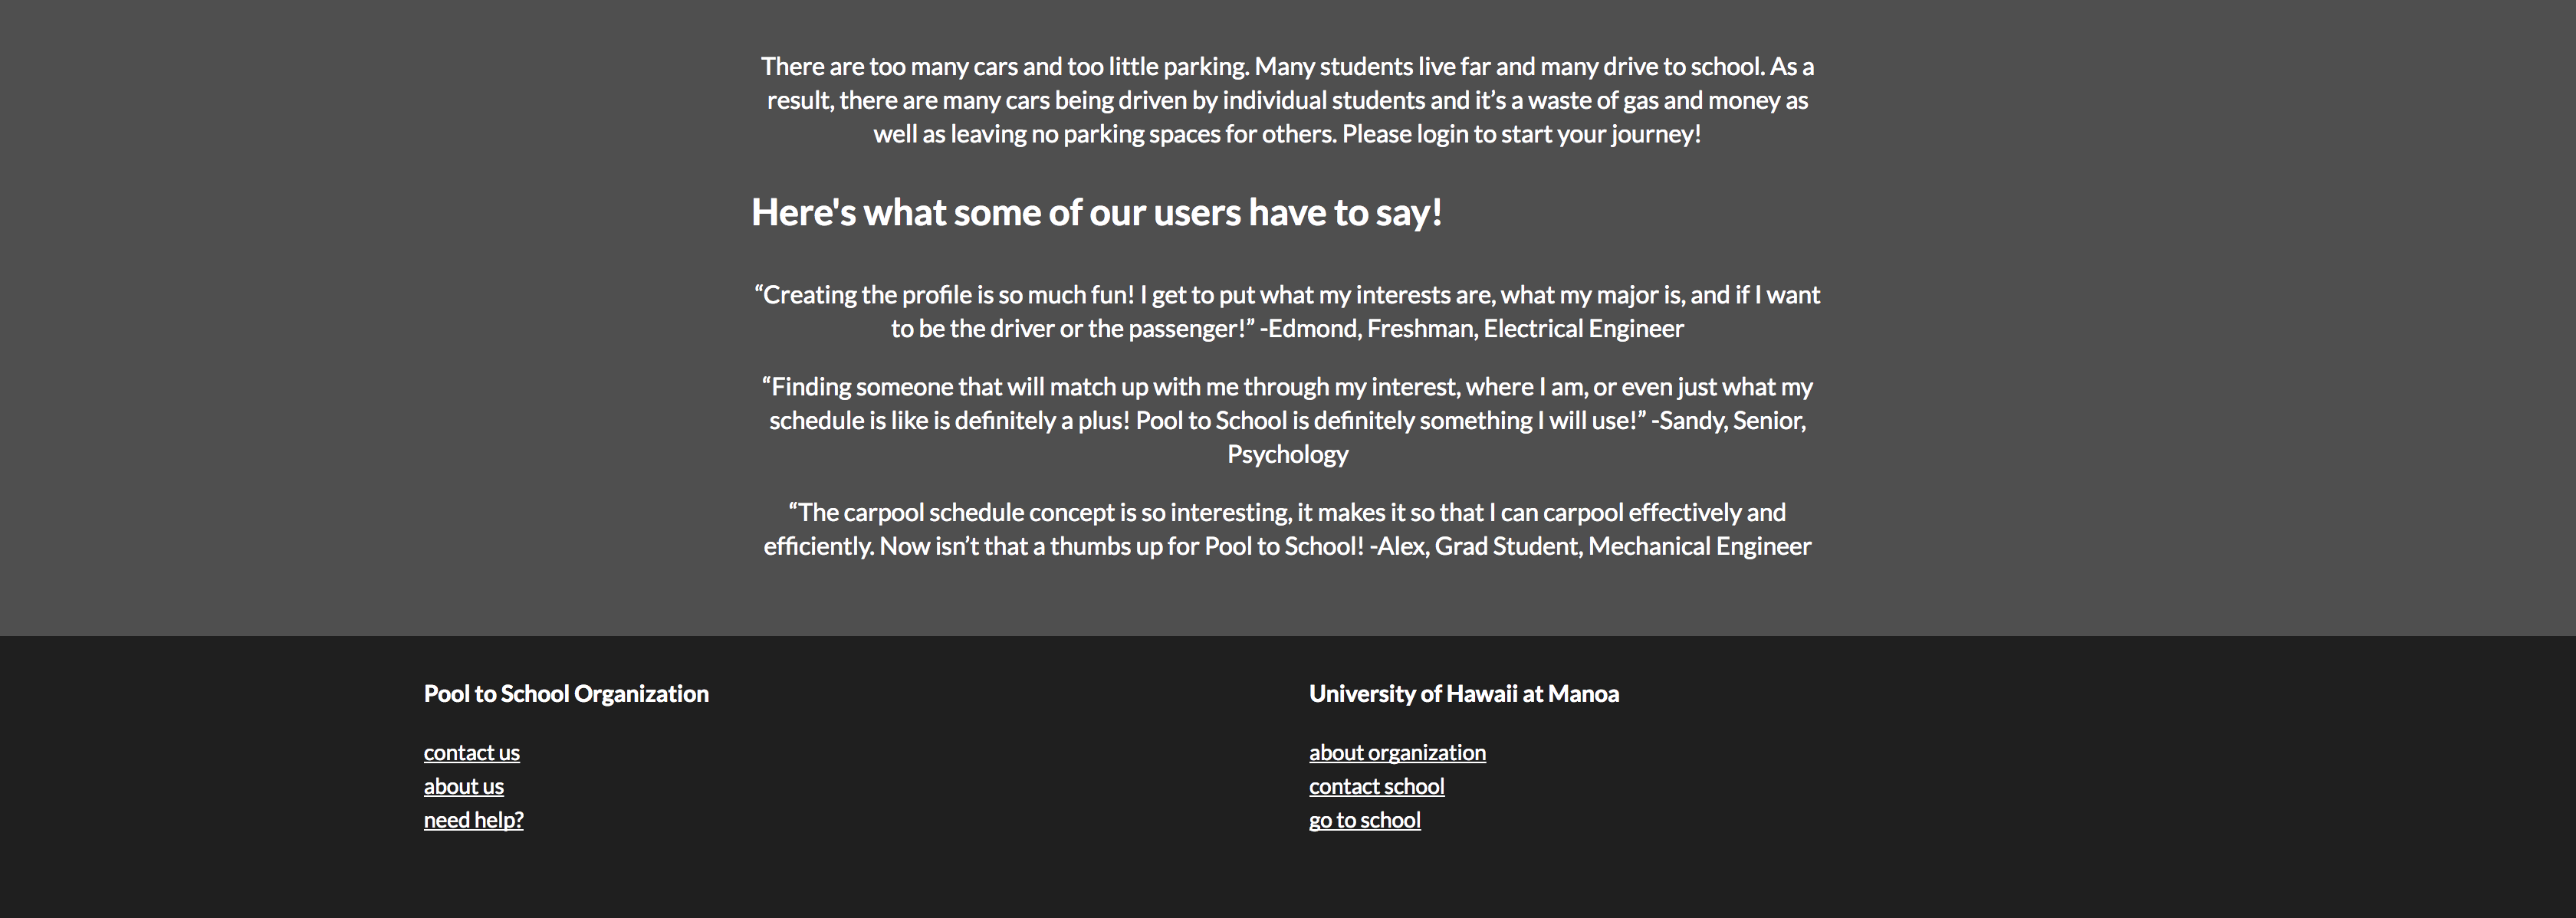 There are too many cars and too little parking. Many students live far and many drive to school. As a
result, there are many cars being driven by individual students and it’s a waste of gas and money as
well as leaving no parking spaces for others. Please login to start your journey!
Here's what some of our users have to say!
“Creating the profile is so much fun! I get to put what my interests are, what my major is, and if I want
to be the driver or the passenger!” -Edmond, Freshman, Electrical Engineer
“Finding someone that will match up with me through my interest, where I am, or even just what my
schedule is like is definitely a plus! Pool to School is definitely something I will use!” -Sandy, Senior,
Psychology
“The carpool schedule concept is so interesting, it makes it so that I can carpool effectively and
efficiently. Now isn’t that a thumbs up for Pool to School! -Alex, Grad Student, Mechanical Engineer
Pool to School Organization
contact us
about us
need help?
University of Hawaii at Manoa
about organization
contact school
go to school